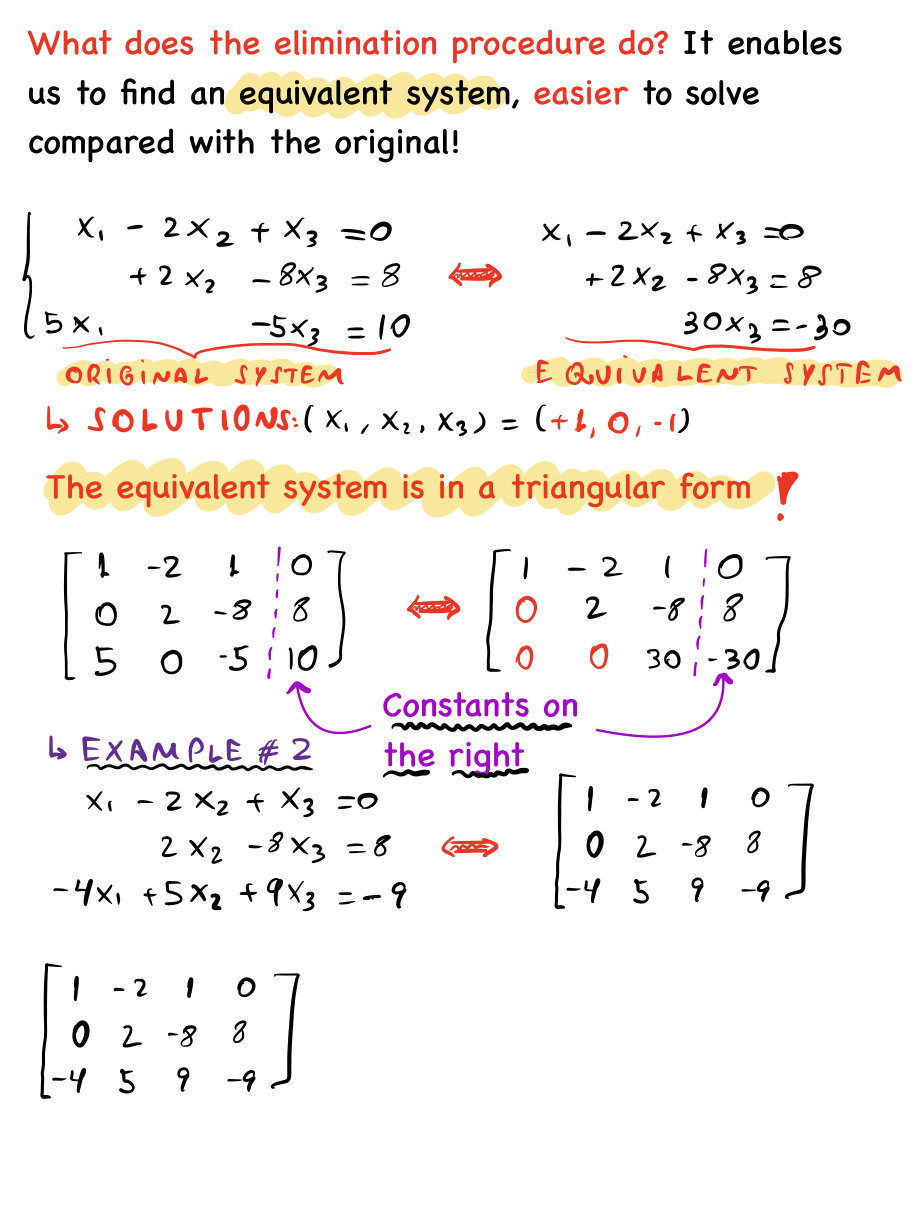 What does the elimination procedure do? It enables
us to find an equivalent system, easier to solve
compared with the original!
x₁ - 2x₂ + x₃ =0
+2x₂ -8x₃ = 8
5x₁ -5x₃ = 10
ORIGINAL SYSTEM
x₁ - 2x₂ + x₃ =0
+2x₂ - 8x₃ = 8
30x₃ = -30
EQUIVALENT SYSTEM
↳ SOLUTIONS: (x₁, x₂, x₃) = (+1, 0, -1)
The equivalent system is in a triangular form !
1 -2 1 0
0 2 -8 8
5 0 -5 10
⇔
1 -2 1 0
0 2 -8 8
0 0 30 -30
Constants on
the right
↳ EXAMPLE #2
x₁ - 2x₂ + x₃ =0
2x₂ -8x₃ = 8
-4x₁ +5x₂ +9x₃ = -9
⇔
1 -2 1 0
0 2 -8 8
-4 5 9 -9
1 -2 1 0
0 2 -8 8
-4 5 9 -9